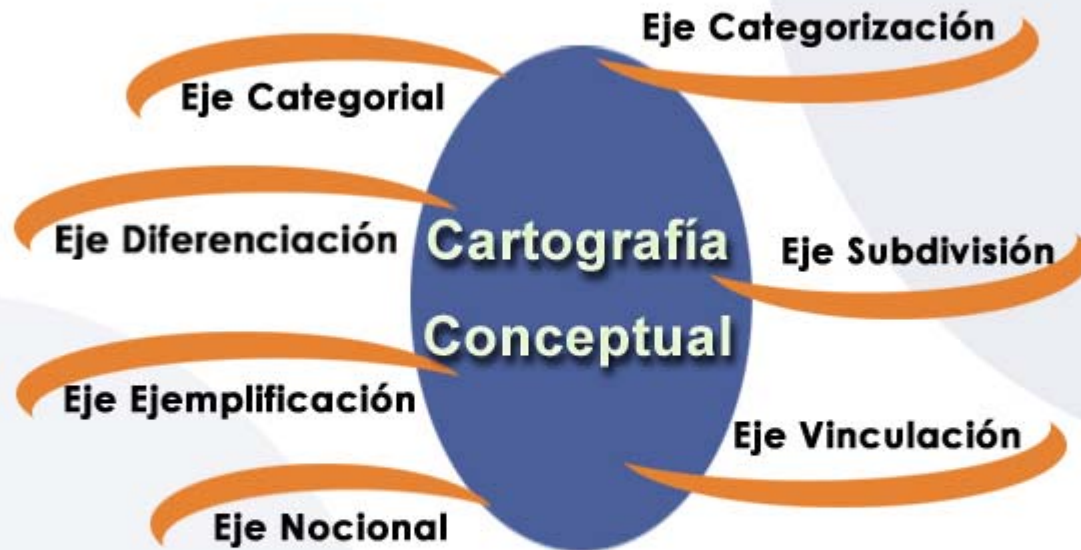 Eje Categorización
Eje Categorial
Eje Diferenciación
Cartografía
Conceptual
Eje Subdivisión
Eje Ejemplificación
Eje Vinculación
Eje Nocional